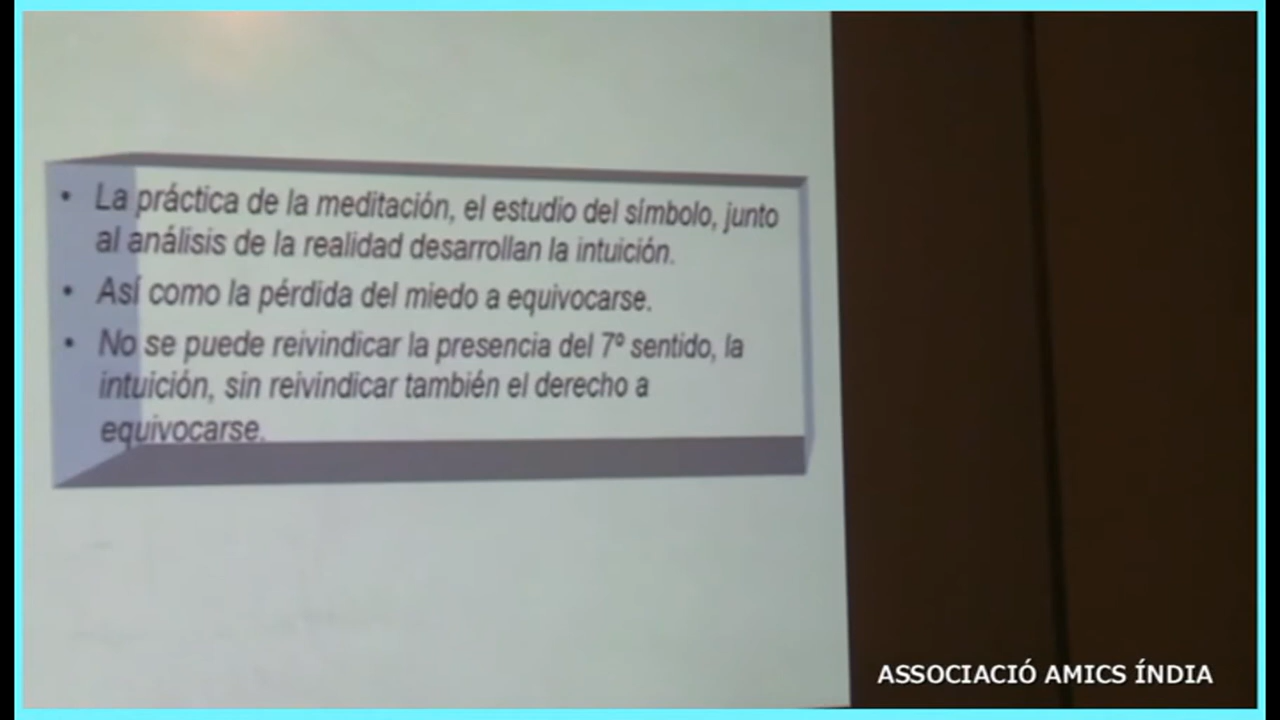 • La práctica de la meditación, el estudio del símbolo, junto
al análisis de la realidad desarrollan la intuición.
• Así como la pérdida del miedo a equivocarse.
• No se puede reivindicar la presencia del 7º sentido, la
intuición, sin reivindicar también el derecho a
equivocarse.
ASSOCIACIÓ AMICS ÍNDIA